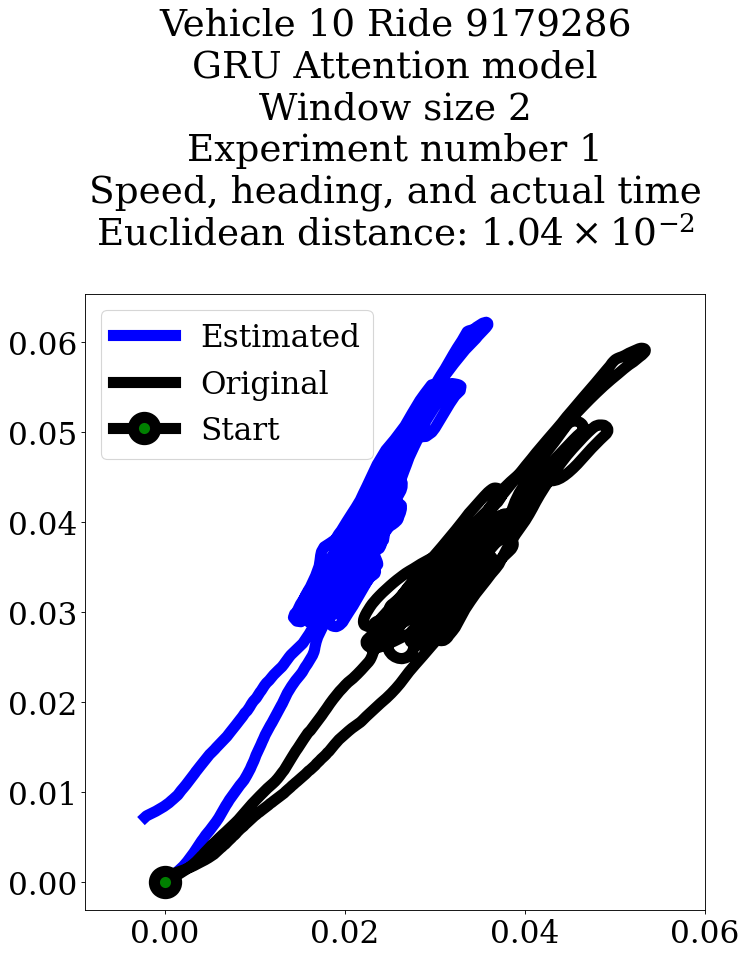 Vehicle 10 Ride 9179286
GRU Attention model
Window size 2
Experiment number 1
Speed, heading, and actual time
Euclidean distance: 1.04 × 10⁻²
Estimated
Original
Start
0.06
0.05
0.04
0.03
0.02
0.01
0.00
0.00 0.02 0.04 0.06